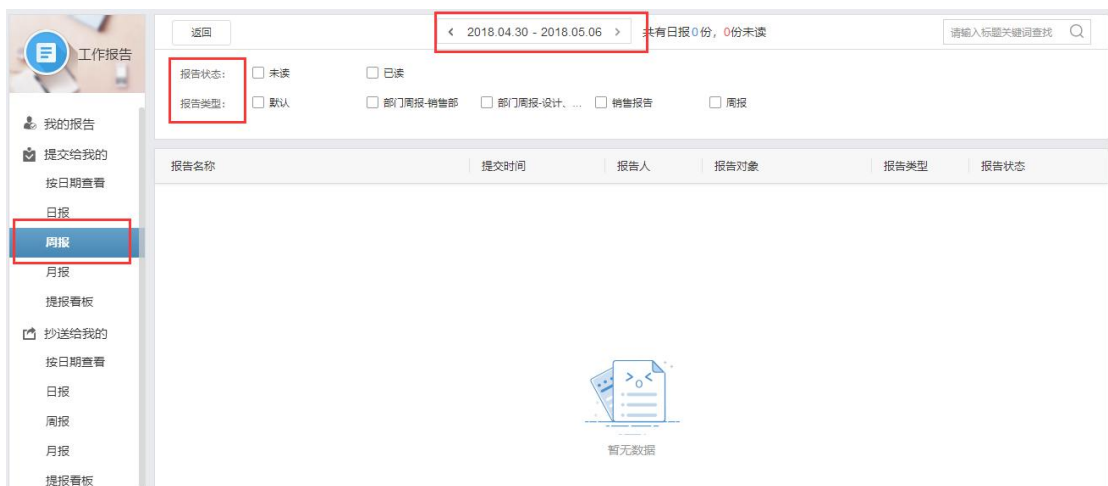 工作报告
我的报告
提交给我的
按日期查看
日报
周报
月报
提报看板
抄送给我的
按日期查看
日报
周报
月报
提报看板
返回
2018.04.30 - 2018.05.06
共有日报0份，0份未读
请输入标题关键词查找
报告状态： 未读 已读
报告类型： 默认 部门周报-销售部 部门周报-设计、... 销售报告 周报
报告名称 提交时间 报告人 报告对象 报告类型 报告状态
暂无数据